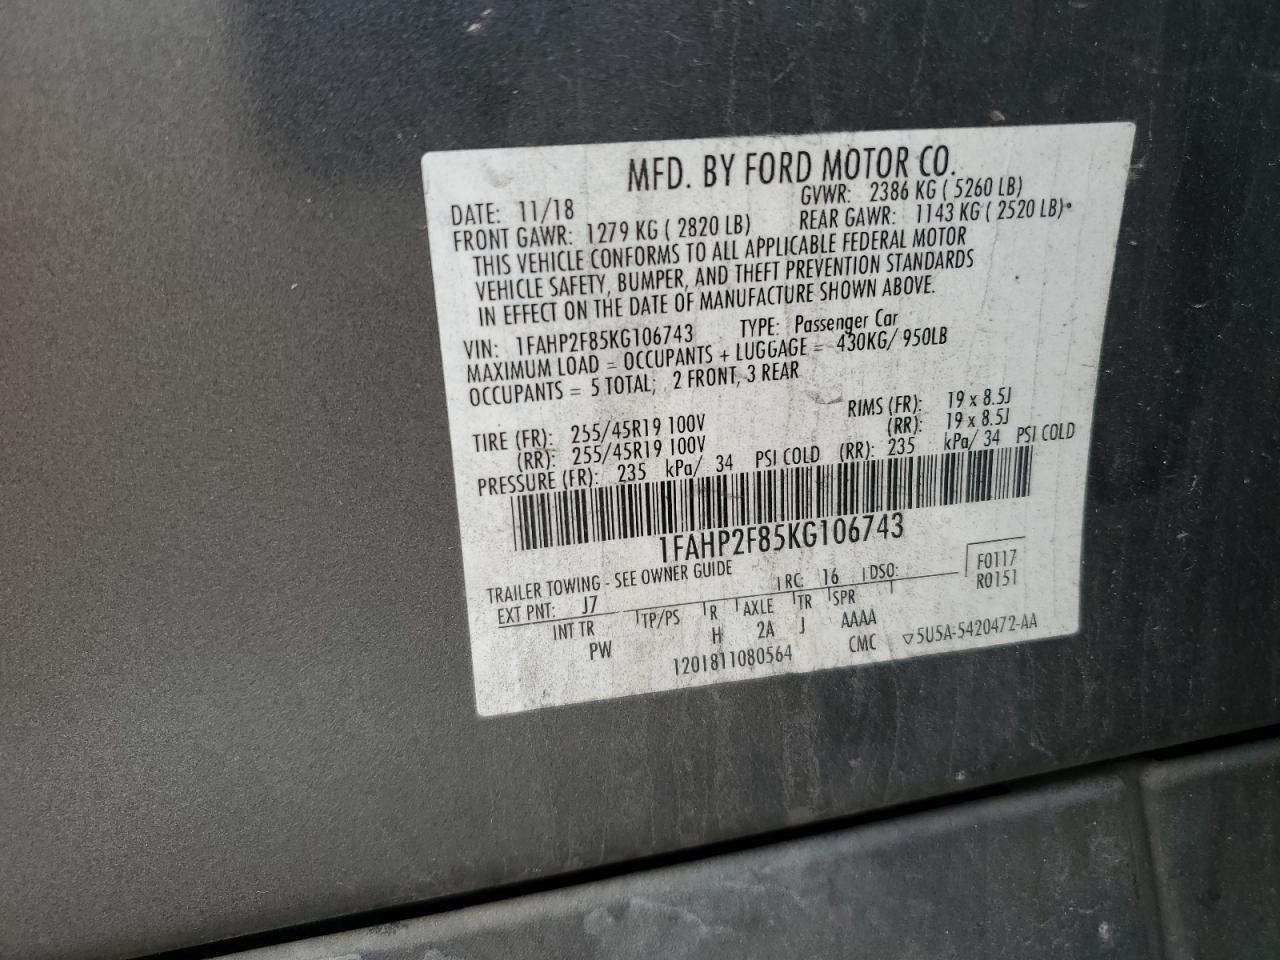 MFD. BY FORD MOTOR CO.
DATE: 11/18 GVWR: 2386 KG ( 5260 LB)
FRONT GAWR: 1279 KG ( 2820 LB) REAR GAWR: 1143 KG ( 2520 LB)
THIS VEHICLE CONFORMS TO ALL APPLICABLE FEDERAL MOTOR
VEHICLE SAFETY, BUMPER, AND THEFT PREVENTION STANDARDS
IN EFFECT ON THE DATE OF MANUFACTURE SHOWN ABOVE.
VIN: 1FAHP2F85KG106743 TYPE: Passenger Car
MAXIMUM LOAD = OCCUPANTS + LUGGAGE = 430KG/ 950LB
OCCUPANTS = 5 TOTAL; 2 FRONT, 3 REAR
TIRE (FR): 255/45R19 100V RIMS (FR): 19 x 8.5J
(RR): 255/45R19 100V (RR): 19 x 8.5J
PRESSURE (FR): 235 kPa/ 34 PSI COLD (RR): 235 kPa/ 34 PSI COLD
1FAHP2F85KG106743
TRAILER TOWING - SEE OWNER GUIDE
EXT PNT: J7 RC: 16 DSO: F0117
R0151
INT TR TP/PS R AXLE TR SPR
PW H 2A J AAAA
1201811080564 CMC ▽5U5A-5420472-AA